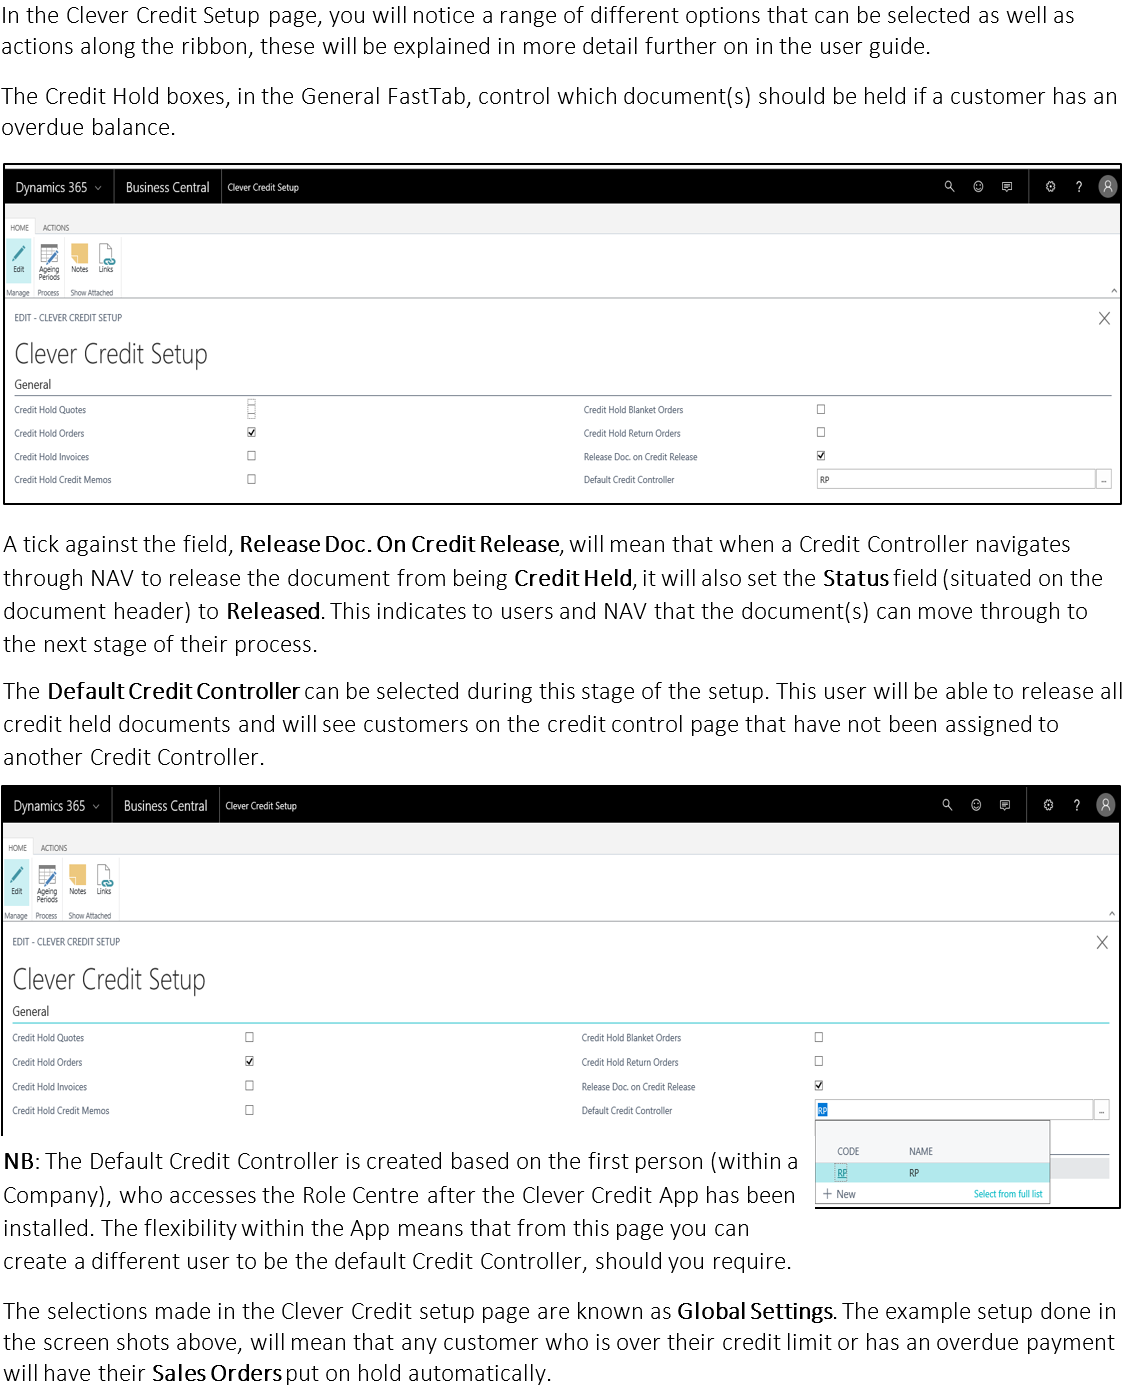 In the Clever Credit Setup page, you will notice a range of different options that can be selected as well as
actions along the ribbon, these will be explained in more detail further on in the user guide.
The Credit Hold boxes, in the General FastTab, control which document(s) should be held if a customer has an
overdue balance.
Dynamics 365 Business Central Clever Credit Setup ?
HOME ACTIONS
Edit Ageing Periods Notes Links
Manage Process Show Attached
EDIT - CLEVER CREDIT SETUP
Clever Credit Setup
General
Credit Hold Quotes Credit Hold Blanket Orders
Credit Hold Orders Credit Hold Return Orders
Credit Hold Invoices Release Doc. on Credit Release
Credit Hold Credit Memos Default Credit Controller RP ...
A tick against the field, Release Doc. On Credit Release, will mean that when a Credit Controller navigates
through NAV to release the document from being Credit Held, it will also set the Status field (situated on the
document header) to Released. This indicates to users and NAV that the document(s) can move through to
the next stage of their process.
The Default Credit Controller can be selected during this stage of the setup. This user will be able to release all
credit held documents and will see customers on the credit control page that have not been assigned to
another Credit Controller.
Dynamics 365 Business Central Clever Credit Setup ?
HOME ACTIONS
Edit Ageing Periods Notes Links
Manage Process Show Attached
EDIT - CLEVER CREDIT SETUP
Clever Credit Setup
General
Credit Hold Quotes Credit Hold Blanket Orders
Credit Hold Orders Credit Hold Return Orders
Credit Hold Invoices Release Doc. on Credit Release
Credit Hold Credit Memos Default Credit Controller RP ...
CODE NAME
RP RP
+ New Select from full list
NB: The Default Credit Controller is created based on the first person (within a
Company), who accesses the Role Centre after the Clever Credit App has been
installed. The flexibility within the App means that from this page you can
create a different user to be the default Credit Controller, should you require.
The selections made in the Clever Credit setup page are known as Global Settings. The example setup done in
the screen shots above, will mean that any customer who is over their credit limit or has an overdue payment
will have their Sales Orders put on hold automatically.